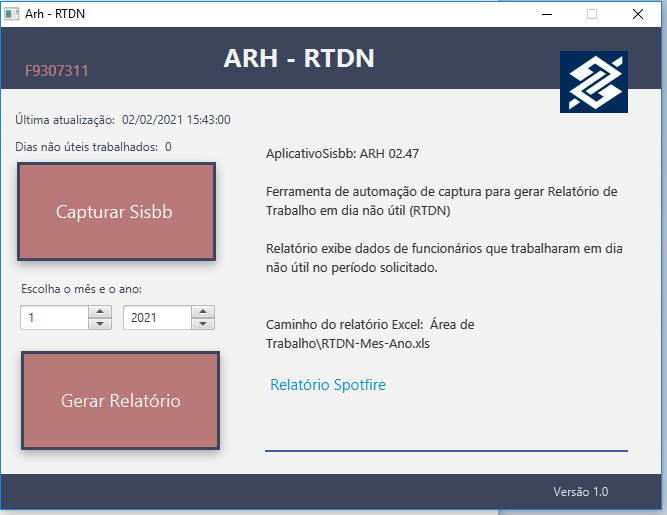 Arh - RTDN
F9307311
ARH - RTDN
Última atualização: 02/02/2021 15:43:00
Dias não úteis trabalhados: 0
Capturar Sisbb
Escolha o mês e o ano:
1
2021
Gerar Relatório
AplicativoSisbb: ARH 02.47
Ferramenta de automação de captura para gerar Relatório de
Trabalho em dia não útil (RTDN)
Relatório exibe dados de funcionários que trabalharam em dia
não útil no período solicitado.
Caminho do relatório Excel: Área de
Trabalho\RTDN-Mes-Ano.xls
Relatório Spotfire
Versão 1.0